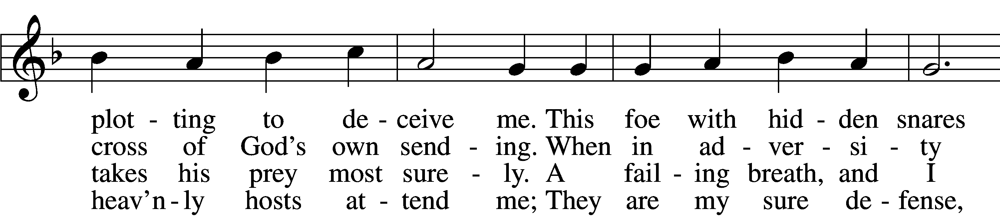 plot - ting to de - ceive me. This foe with hid - den snares
cross of God's own send - ing. When in ad - ver - si - ty
takes his prey most sure - ly. A fail - ing breath, and I
heav'n - ly hosts at - tend me; They are my sure de - fense,